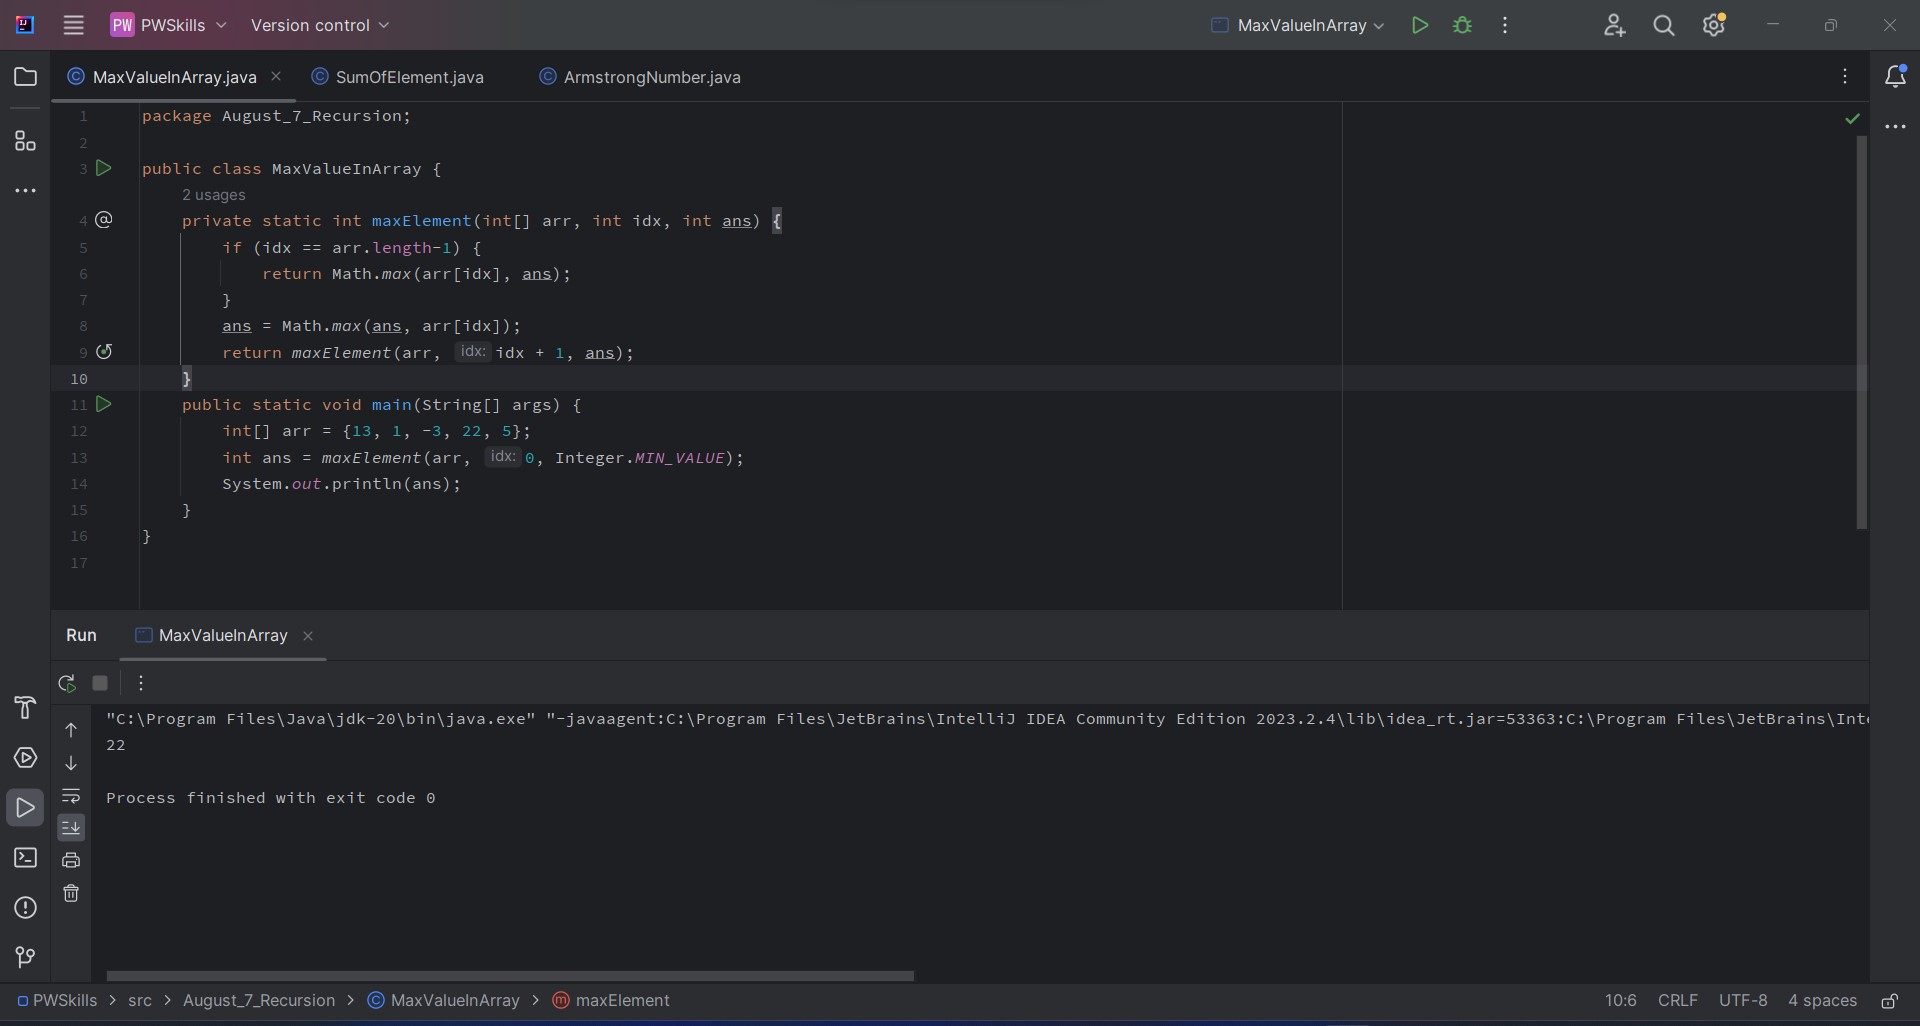 PW PWSkills Version control MaxValueInArray
MaxValueInArray.java SumOfElement.java ArmstrongNumber.java
1 package August_7_Recursion;
2
3 public class MaxValueInArray {
2 usages
4 private static int maxElement(int[] arr, int idx, int ans) {
5 if (idx == arr.length-1) {
6 return Math.max(arr[idx], ans);
7 }
8 ans = Math.max(ans, arr[idx]);
9 return maxElement(arr, idx: idx + 1, ans);
10 }
11 public static void main(String[] args) {
12 int[] arr = {13, 1, -3, 22, 5};
13 int ans = maxElement(arr, idx: 0, Integer.MIN_VALUE);
14 System.out.println(ans);
15 }
16 }
17
Run MaxValueInArray
"C:\Program Files\Java\jdk-20\bin\java.exe" "-javaagent:C:\Program Files\JetBrains\IntelliJ IDEA Community Edition 2023.2.4\lib\idea_rt.jar=53363:C:\Program Files\JetBrains\Inte
22
Process finished with exit code 0
PWSkills > src > August_7_Recursion > MaxValueInArray > maxElement 10:6 CRLF UTF-8 4 spaces